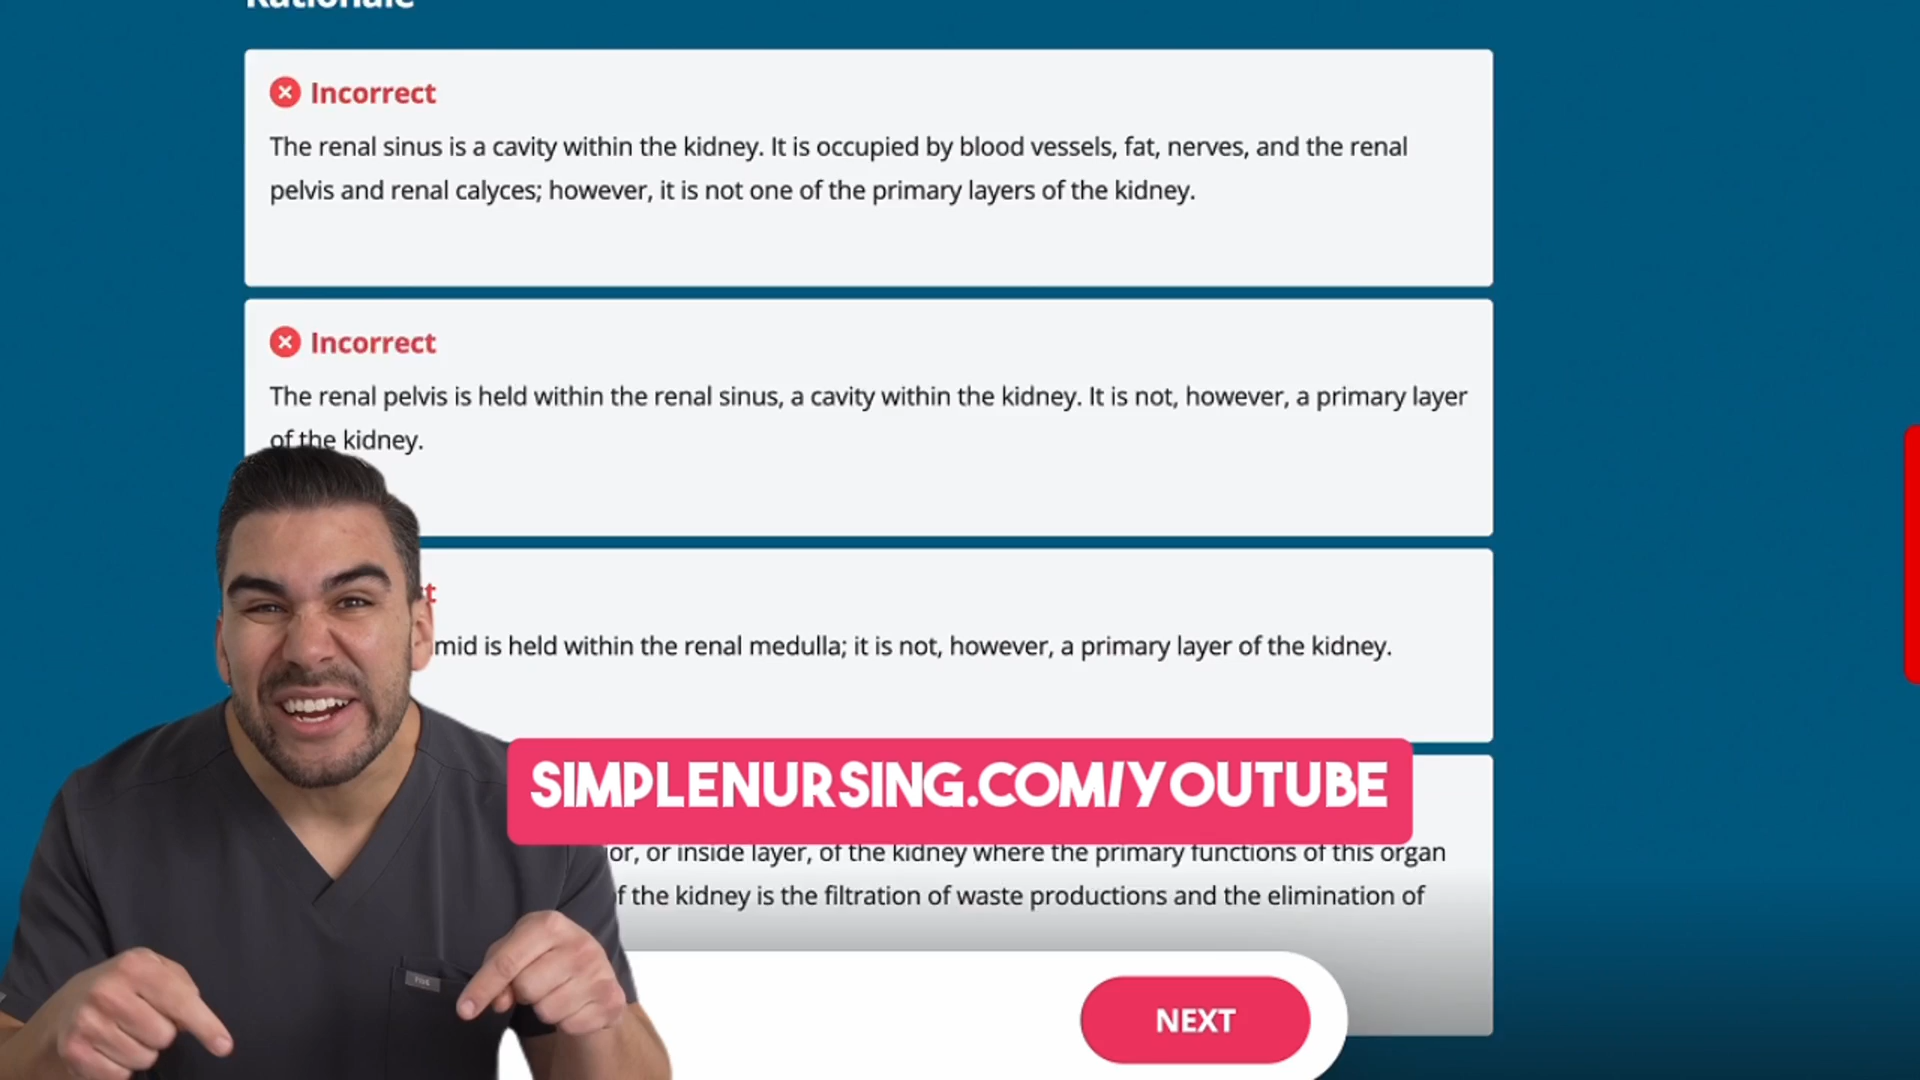 Rationale
Incorrect
The renal sinus is a cavity within the kidney. It is occupied by blood vessels, fat, nerves, and the renal
pelvis and renal calyces; however, it is not one of the primary layers of the kidney.
Incorrect
The renal pelvis is held within the renal sinus, a cavity within the kidney. It is not, however, a primary layer
of the kidney.
is held within the renal medulla; it is not, however, a primary layer of the kidney.
SIMPLENURSING.COM/YOUTUBE
or inside layer, of the kidney where the primary functions of this organ
the kidney is the filtration of waste productions and the elimination of
NEXT